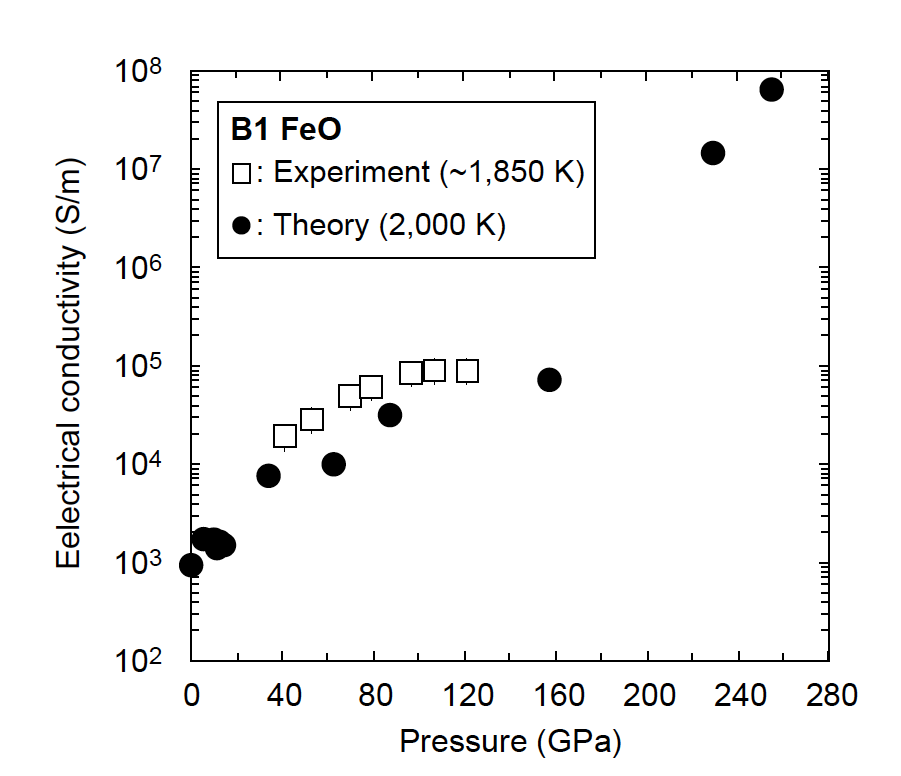 10⁸
10⁷
10⁶
10⁵
10⁴
10³
10²
Eelectrical conductivity (S/m)
B1 FeO
□: Experiment (~1,850 K)
●: Theory (2,000 K)
0 40 80 120 160 200 240 280
Pressure (GPa)